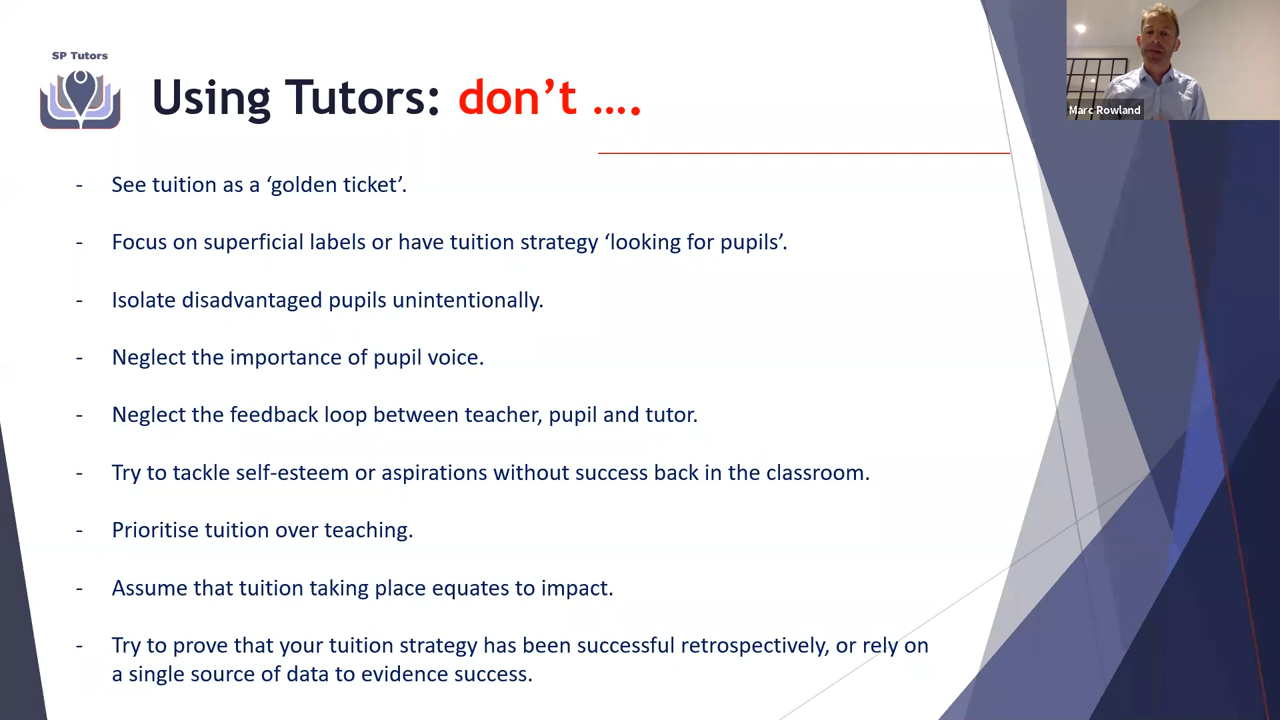 SP Tutors
Using Tutors: don’t ….
Marc Rowland
- See tuition as a ‘golden ticket’.
- Focus on superficial labels or have tuition strategy ‘looking for pupils’.
- Isolate disadvantaged pupils unintentionally.
- Neglect the importance of pupil voice.
- Neglect the feedback loop between teacher, pupil and tutor.
- Try to tackle self-esteem or aspirations without success back in the classroom.
- Prioritise tuition over teaching.
- Assume that tuition taking place equates to impact.
- Try to prove that your tuition strategy has been successful retrospectively, or rely on
a single source of data to evidence success.